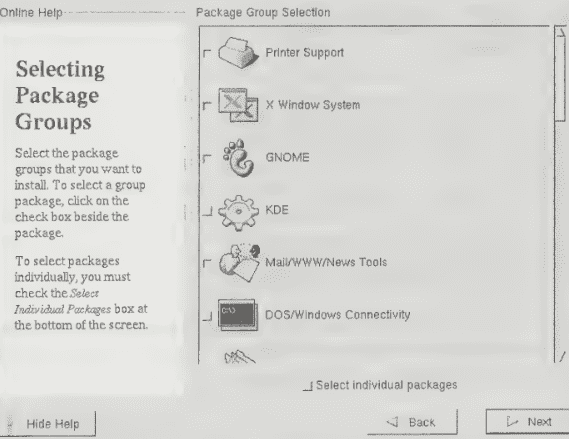 Online Help
Package Group Selection
Selecting
Package
Groups
Select the package
groups that you want to
install. To select a group
package, click on the
check box beside the
package.
To select packages
individually, you must
check the Select
Individual Packages box at
the bottom of the screen.
Printer Support
X Window System
GNOME
KDE
Mail/WWW/News Tools
C:\
DOS/Windows Connectivity
Select individual packages
Hide Help
Back
Next